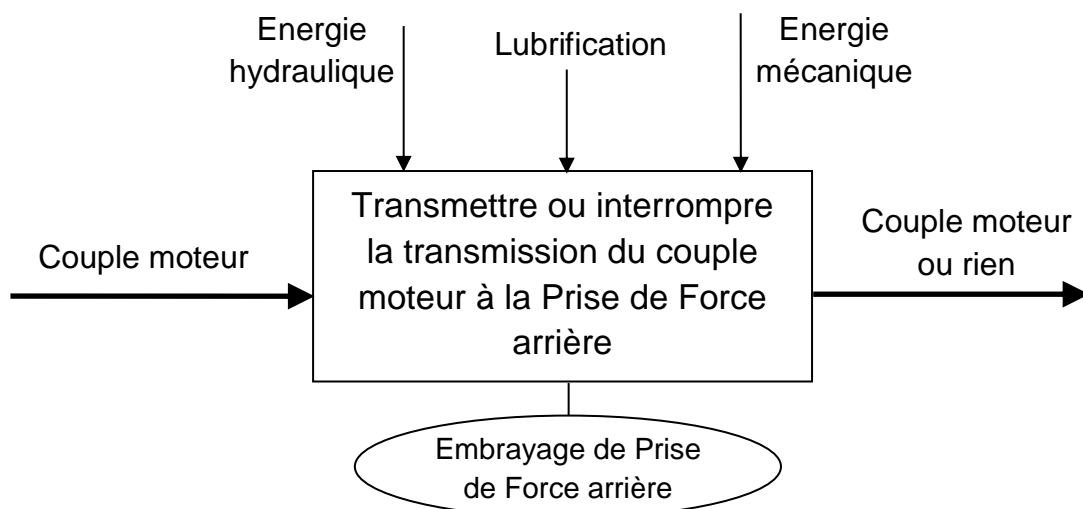 Energie
hydraulique
Lubrification
Energie
mécanique
Couple moteur
Transmettre ou interrompre
la transmission du couple
moteur à la Prise de Force
arrière
Couple moteur
ou rien
Embrayage de Prise
de Force arrière